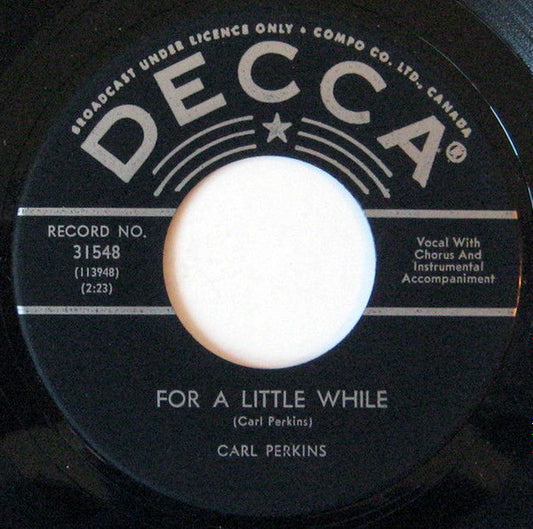 BROADCAST UNDER LICENCE ONLY • COMPO CO. LTD., CANADA
DECCA®
RECORD NO.
31548
(113948)
(2:23)
Vocal With
Chorus And
Instrumental
Accompaniment
FOR A LITTLE WHILE
(Carl Perkins)
CARL PERKINS